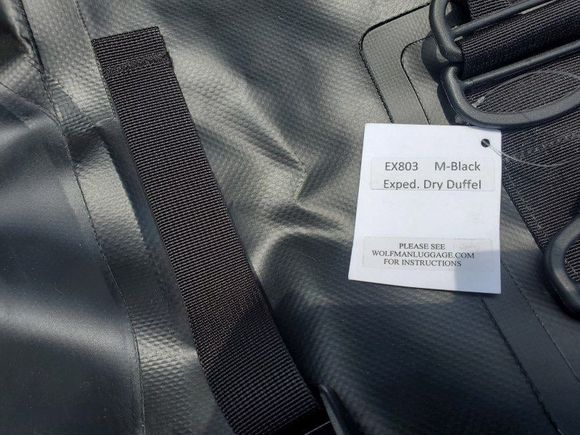 EX803 M-Black
Exped. Dry Duffel
PLEASE SEE
WOLFMANLUGGAGE.COM
FOR INSTRUCTIONS